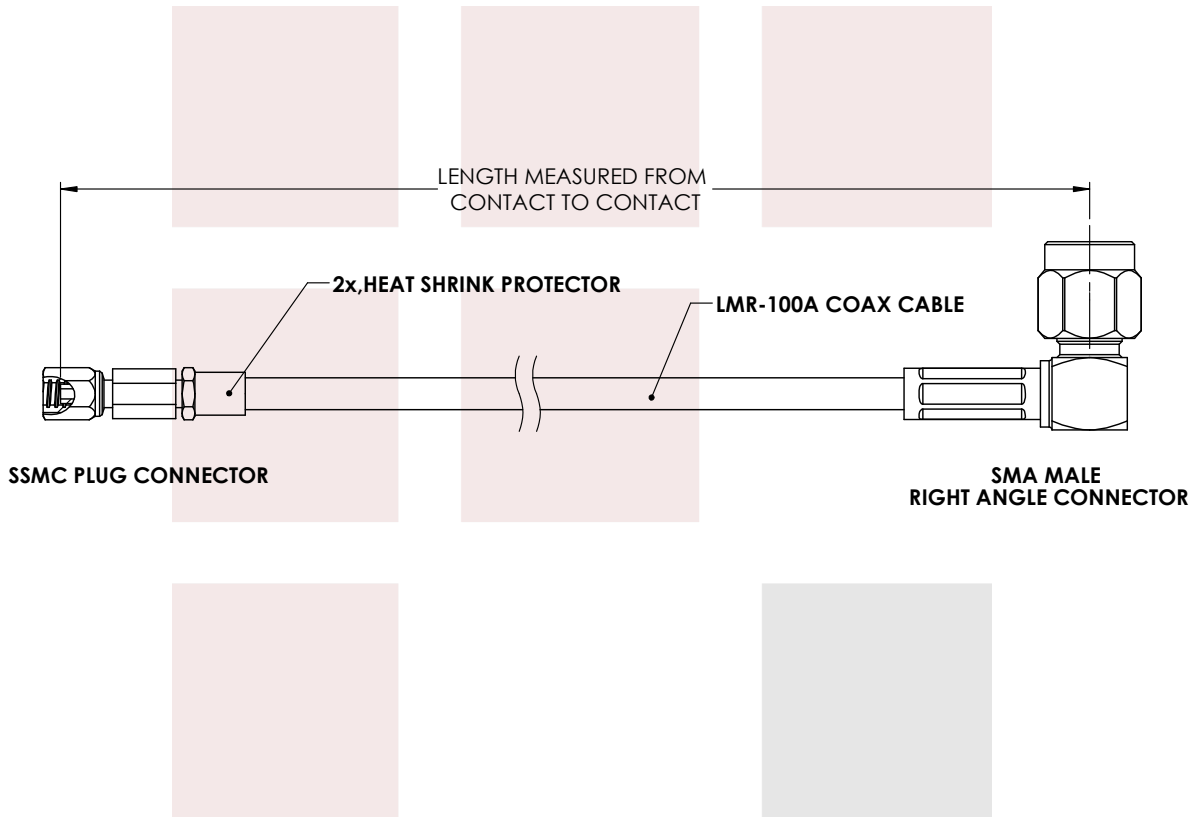 LENGTH MEASURED FROM
CONTACT TO CONTACT
2x,HEAT SHRINK PROTECTOR
LMR-100A COAX CABLE
SSMC PLUG CONNECTOR
SMA MALE
RIGHT ANGLE CONNECTOR